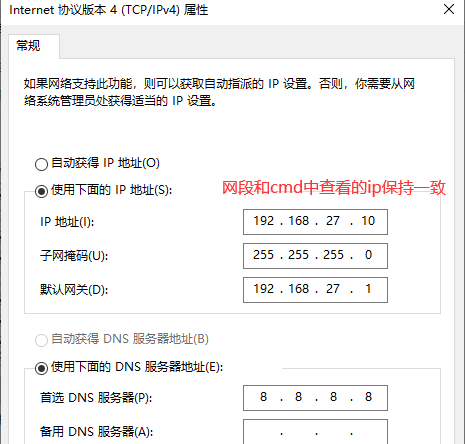 Internet 协议版本 4 (TCP/IPv4) 属性
常规
如果网络支持此功能，则可以获取自动指派的 IP 设置。否则，你需要从网
络系统管理员处获得适当的 IP 设置。
自动获得 IP 地址(O)
使用下面的 IP 地址(S):
网段和cmd中查看的ip保持一致
IP 地址(I): 192 . 168 . 27 . 10
子网掩码(U): 255 . 255 . 255 . 0
默认网关(D): 192 . 168 . 27 . 1
自动获得 DNS 服务器地址(B)
使用下面的 DNS 服务器地址(E):
首选 DNS 服务器(P): 8 . 8 . 8 . 8
备用 DNS 服务器(A): . . .